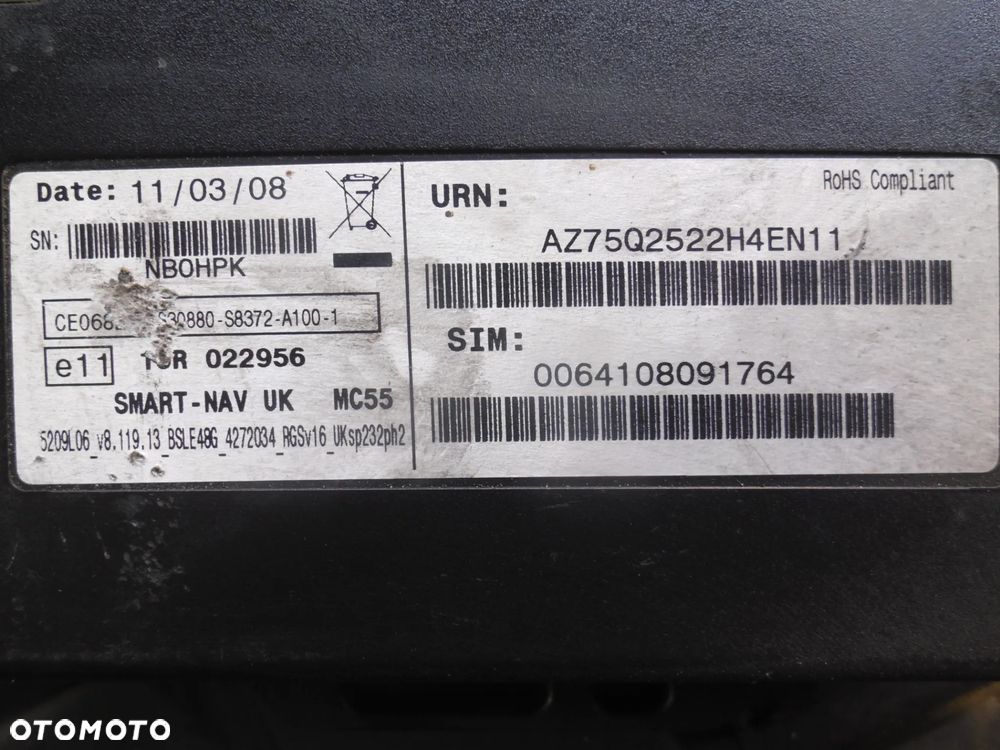 Date: 11/03/08
SN:
NB0HPK
S30880-S8372-A100-1
e11
022956
SMART-NAV UK MC55
5209L06_v8.119.13_BSLE48G_4272034_RGSv16_UKsp232ph2
RoHS Compliant
URN:
AZ75Q2522H4EN11
SIM:
0064108091764
OTOMOTO